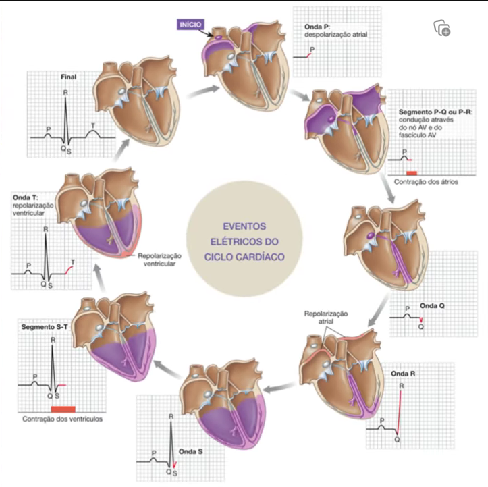 INÍCIO
Onda P:
despolarização atrial
P
Segmento P-Q ou P-R:
condução através
do nó AV e do
fascículo AV
P
Contração dos átrios
P
Onda Q
Q
Repolarização
atrial
Onda R
R
P
Q
Onda S
R
P
Q
S
Segmento S-T
R
P
Q
S
Contração dos ventrículos
Onda T:
repolarização
ventricular
R
P
T
Q
S
Repolarização
ventricular
Final
R
P
T
Q
S
EVENTOS
ELÉTRICOS DO
CICLO CARDÍACO